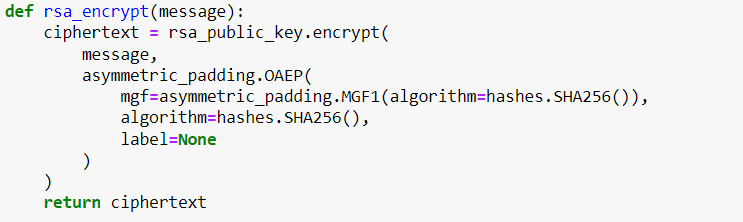 def rsa_encrypt(message):
    ciphertext = rsa_public_key.encrypt(
        message,
        asymmetric_padding.OAEP(
            mgf=asymmetric_padding.MGF1(algorithm=hashes.SHA256()),
            algorithm=hashes.SHA256(),
            label=None
        )
    )
    return ciphertext